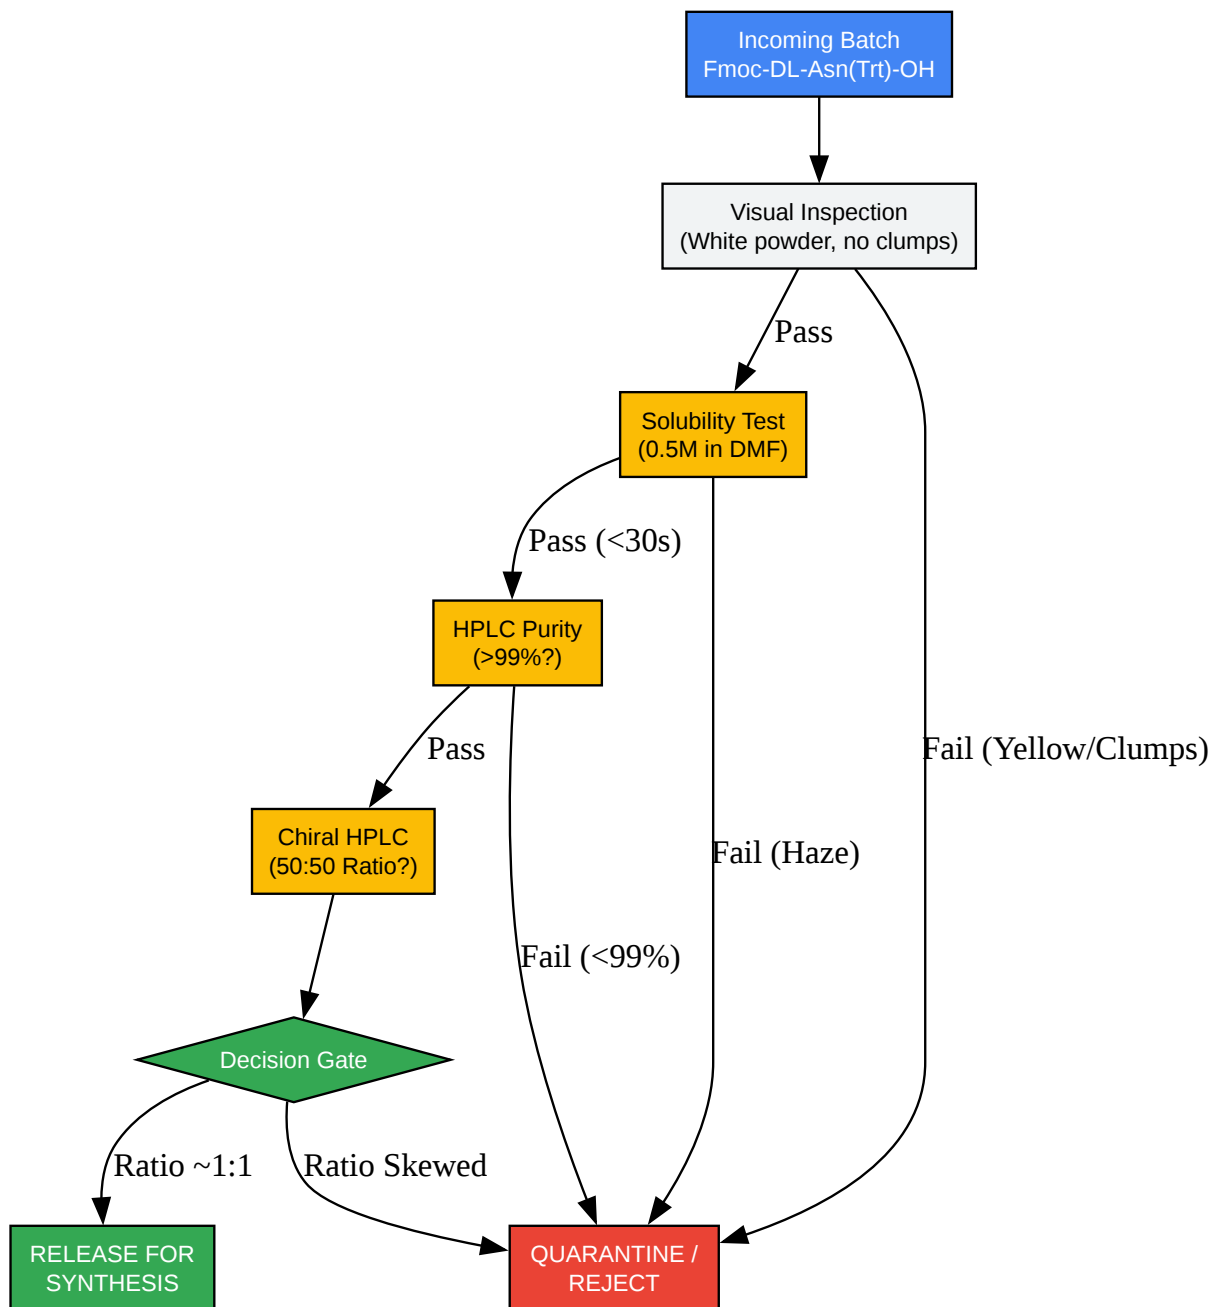 Incoming Batch
Fmoc-DL-Asn(Trt)-OH
Visual Inspection
(White powder, no clumps)
Pass
Solubility Test
(0.5M in DMF)
Pass (<30s)
HPLC Purity
(>99%?)
Pass
Fail (Yellow/Clumps)
Chiral HPLC
(50:50 Ratio?)
Fail (Haze)
Fail (<99%)
Decision Gate
Ratio ~1:1
Ratio Skewed
RELEASE FOR
SYNTHESIS
QUARANTINE /
REJECT